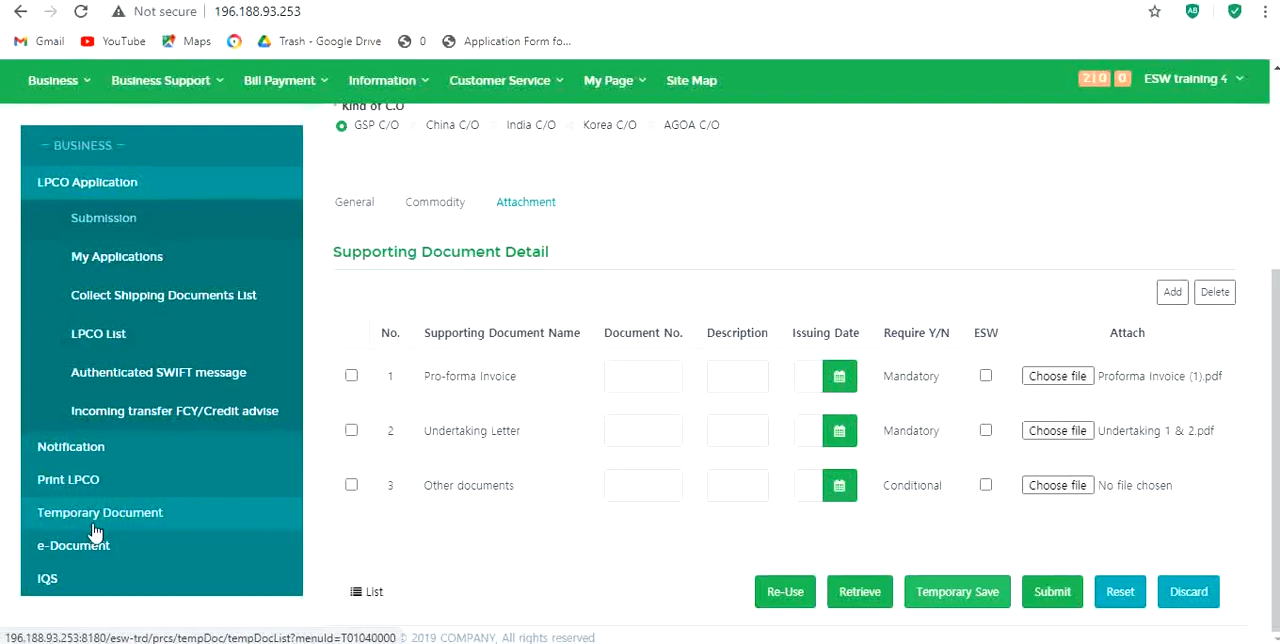 Not secure 196.188.93.253
Gmail YouTube Maps Trash - Google Drive 0 Application Form fo...
Business Business Support Bill Payment Information Customer Service My Page Site Map 2|0 0 ESW training 4
* Kind of C.O
GSP C/O China C/O India C/O Korea C/O AGOA C/O
BUSINESS
LPCO Application
Submission
My Applications
Collect Shipping Documents List
LPCO List
Authenticated SWIFT message
Incoming transfer FCY/Credit advise
Notification
Print LPCO
Temporary Document
e-Document
IQS
General Commodity Attachment
Supporting Document Detail
Add Delete
No. Supporting Document Name Document No. Description Issuing Date Require Y/N ESW Attach
1 Pro-forma Invoice Mandatory Choose file Proforma Invoice (1).pdf
2 Undertaking Letter Mandatory Choose file Undertaking 1 & 2.pdf
3 Other documents Conditional Choose file No file chosen
List Re-Use Retrieve Temporary Save Submit Reset Discard
196.188.93.253:8180/esw-trd/prcs/tempDoc/tempDocList?menuId=T01040000 © 2019 COMPANY, All rights reserved